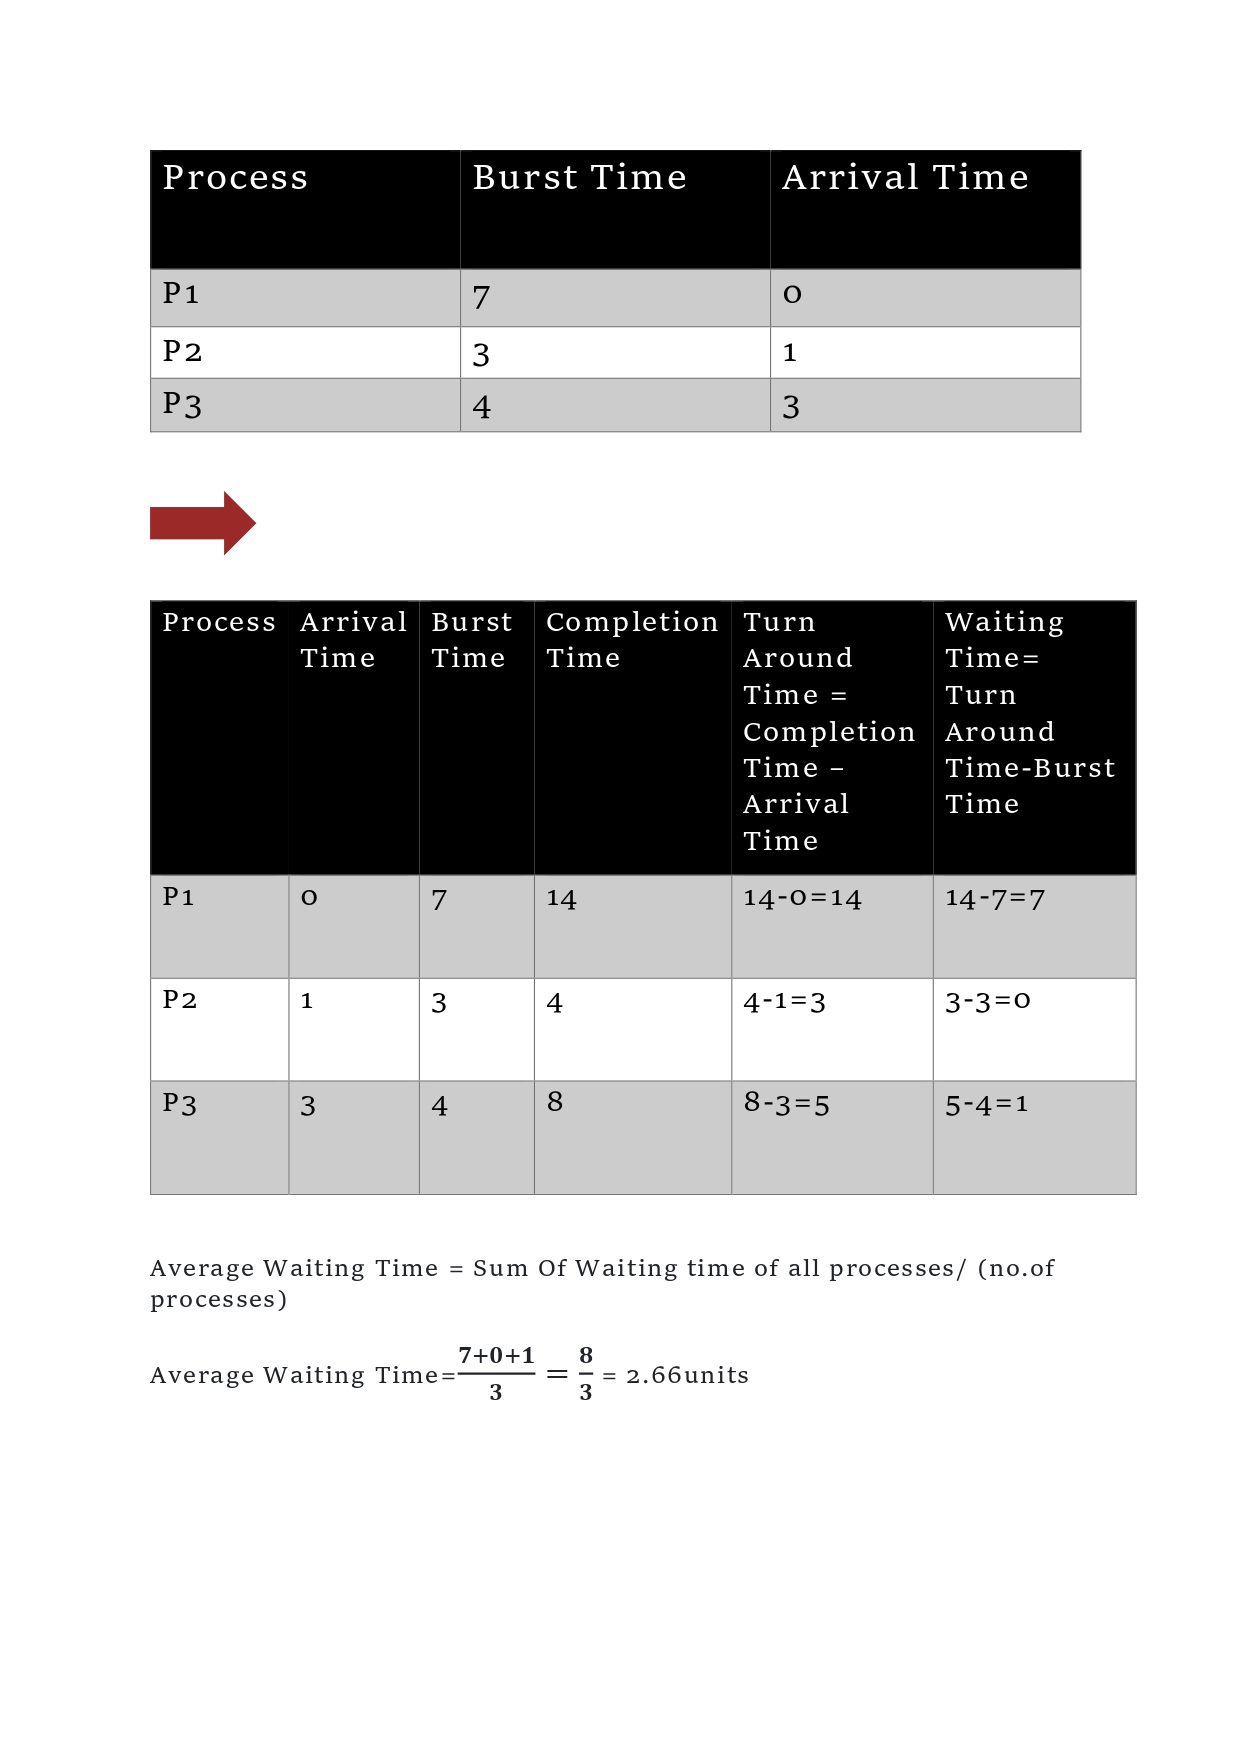 Process Burst Time Arrival Time
P1 7 0
P2 3 1
P3 4 3
Process Arrival Burst Completion Turn Waiting
Time Time Time Around Time=
Time = Turn
Completion Around
Time – Time-Burst
Arrival Time
Time
P1 0 7 14 14-0=14 14-7=7
P2 1 3 4 4-1=3 3-3=0
P3 3 4 8 8-3=5 5-4=1
Average Waiting Time = Sum Of Waiting time of all processes/ (no.of
processes)
Average Waiting Time=7+0+1/3 = 8/3 = 2.66units